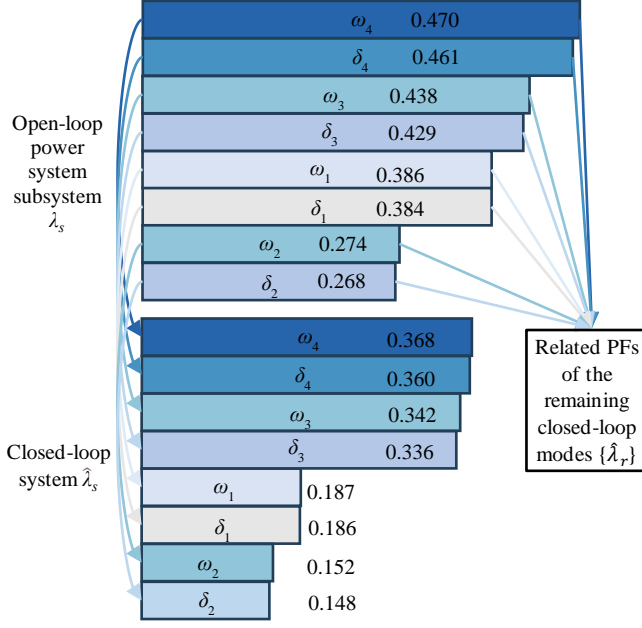 ω₄ 0.470
δ₄ 0.461
ω₃ 0.438
δ₃ 0.429
ω₁ 0.386
δ₁ 0.384
ω₂ 0.274
δ₂ 0.268
Open-loop
power
system
subsystem
λₛ
ω₄ 0.368
δ₄ 0.360
ω₃ 0.342
δ₃ 0.336
ω₁ 0.187
δ₁ 0.186
ω₂ 0.152
δ₂ 0.148
Closed-loop
system λ̂ₛ
Related PFs
of the
remaining
closed-loop
modes {λ̂ᵣ}